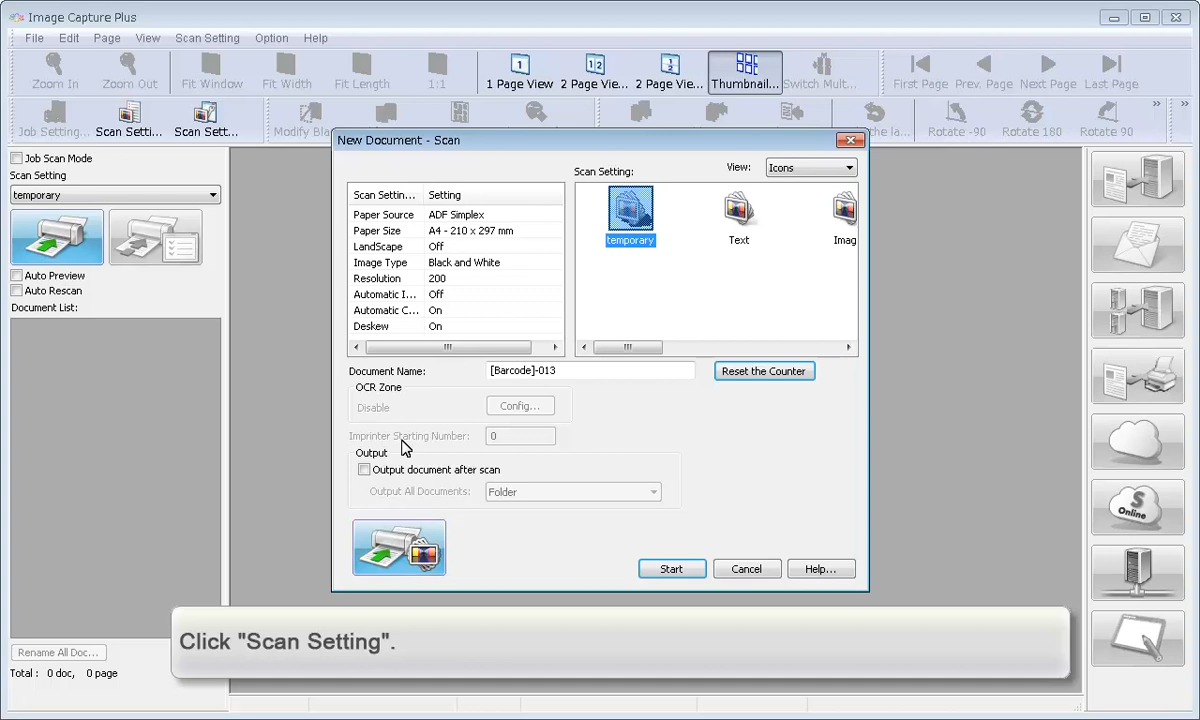 Image Capture Plus
File Edit Page View Scan Setting Option Help
Zoom In Zoom Out Fit Window Fit Width Fit Length 1:1 1 Page View 2 Page Vie... 2 Page Vie... Thumbnail... Switch Mult... First Page Prev. Page Next Page Last Page
Job Setting... Scan Setti... Scan Sett... Modify Bla the la... Rotate -90 Rotate 180 Rotate 90
Job Scan Mode
Scan Setting
temporary
Auto Preview
Auto Rescan
Document List:
Rename All Doc...
Total : 0 doc, 0 page
New Document - Scan
Scan Settin... Setting
Paper Source ADF Simplex
Paper Size A4 - 210 x 297 mm
LandScape Off
Image Type Black and White
Resolution 200
Automatic I... Off
Automatic C... On
Deskew On
Scan Setting:
View: Icons
temporary Text Imag
Document Name: [Barcode]-013 Reset the Counter
OCR Zone
Disable Config...
Imprinter Starting Number: 0
Output
Output document after scan
Output All Documents: Folder
Start Cancel Help...
S Online
Click "Scan Setting".